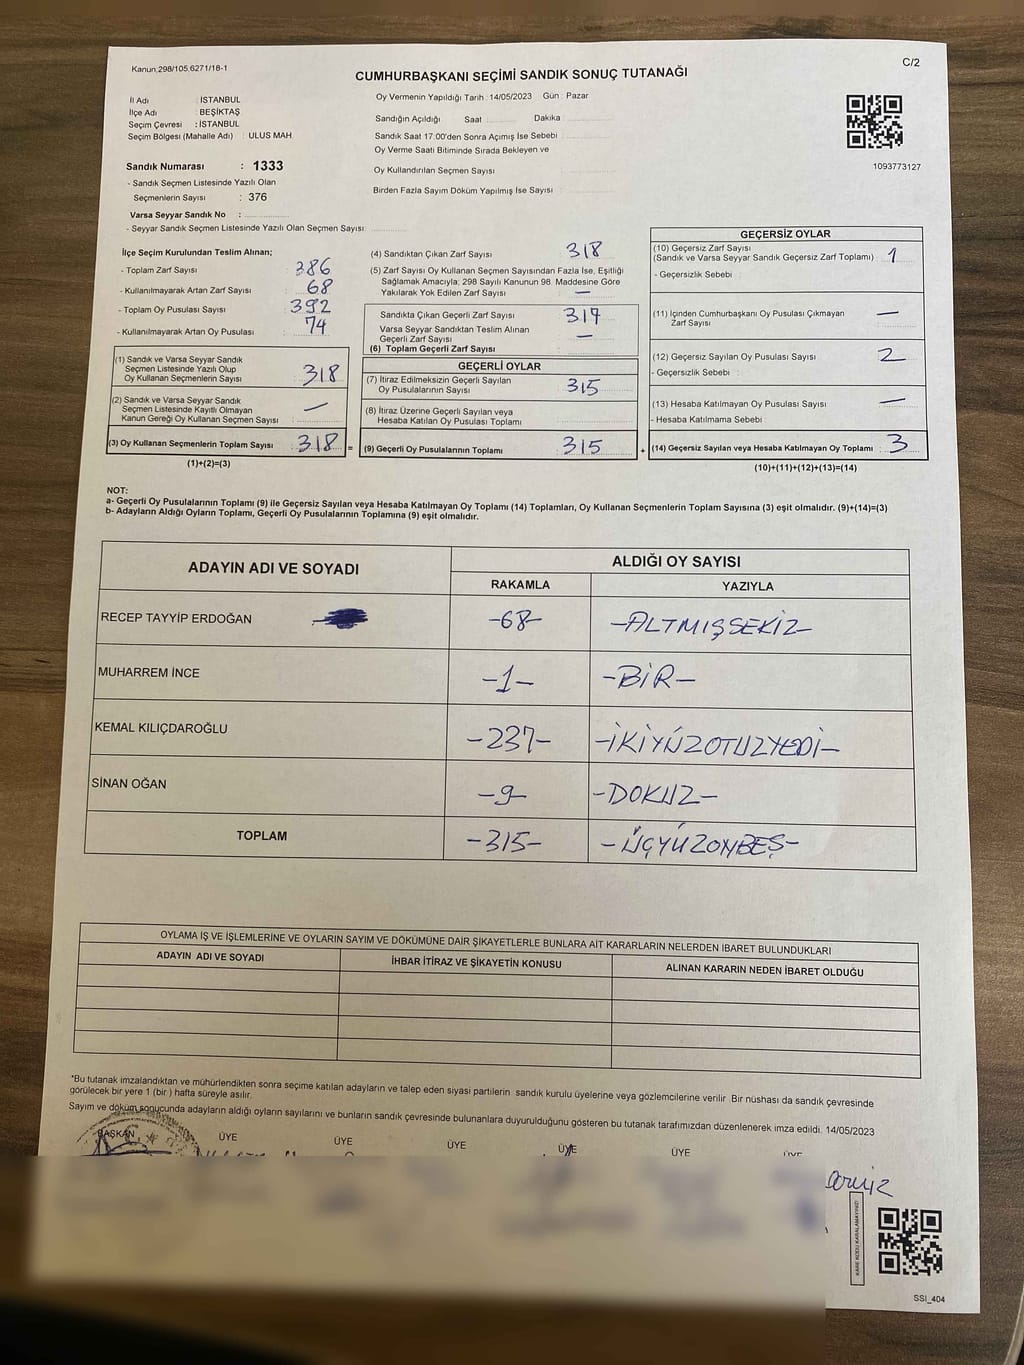 Kanun,298/105,6271/18-1
C/2
CUMHURBAŞKANI SEÇİMİ SANDIK SONUÇ TUTANAĞI
İl Adı : İSTANBUL
İlçe Adı : BEŞİKTAŞ
Seçim Çevresi : İSTANBUL
Seçim Bölgesi (Mahalle Adı) : ULUS MAH.
Sandık Numarası : 1333
- Sandık Seçmen Listesinde Yazılı Olan
Seçmenlerin Sayısı : 376
Varsa Seyyar Sandık No :
- Seyyar Sandık Seçmen Listesinde Yazılı Olan Seçmen Sayısı:
Oy Vermenin Yapıldığı Tarih : 14/05/2023 Gün : Pazar
Sandığın Açıldığı Saat Dakika
Sandık Saat 17:00'den Sonra Açımış İse Sebebi
Oy Verme Saati Bitiminde Sırada Bekleyen ve
Oy Kullandırılan Seçmen Sayısı
Birden Fazla Sayım Döküm Yapılmış İse Sayısı
1093773127
İlçe Seçim Kurulundan Teslim Alınan;
- Toplam Zarf Sayısı 386
- Kullanılmayarak Artan Zarf Sayısı 68
- Toplam Oy Pusulası Sayısı 392
- Kullanılmayarak Artan Oy Pusulası 74
(1) Sandık ve Varsa Seyyar Sandık
Seçmen Listesinde Yazılı Olup
Oy Kullanan Seçmenlerin Sayısı 318
(2) Sandık ve Varsa Seyyar Sandık
Seçmen Listesinde Kayıtlı Olmayan
Kanun Gereği Oy Kullanan Seçmen Sayısı —
(3) Oy Kullanan Seçmenlerin Toplam Sayısı 318 =
(1)+(2)=(3)
(4) Sandıktan Çıkan Zarf Sayısı 318
(5) Zarf Sayısı Oy Kullanan Seçmen Sayısından Fazla İse, Eşitliği
Sağlamak Amacıyla; 298 Sayılı Kanunun 98. Maddesine Göre
Yakılarak Yok Edilen Zarf Sayısı —
Sandıkta Çıkan Geçerli Zarf Sayısı 317
Varsa Seyyar Sandıktan Teslim Alınan
Geçerli Zarf Sayısı —
(6) Toplam Geçerli Zarf Sayısı
GEÇERLİ OYLAR
(7) İtiraz Edilmeksizin Geçerli Sayılan
Oy Pusulalarının Sayısı 315
(8) İtiraz Üzerine Geçerli Sayılan veya
Hesaba Katılan Oy Pusulası Toplamı
(9) Geçerli Oy Pusulalarının Toplamı 315 +
GEÇERSİZ OYLAR
(10) Geçersiz Zarf Sayısı
(Sandık ve Varsa Seyyar Sandık Geçersiz Zarf Toplamı) 1
- Geçersizlik Sebebi :
(11) İçinden Cumhurbaşkanı Oy Pusulası Çıkmayan
Zarf Sayısı —
(12) Geçersiz Sayılan Oy Pusulası Sayısı 2
- Geçersizlik Sebebi :
(13) Hesaba Katılmayan Oy Pusulası Sayısı —
- Hesaba Katılmama Sebebi
(14) Geçersiz Sayılan veya Hesaba Katılmayan Oy Toplamı 3
(10)+(11)+(12)+(13)=(14)
NOT:
a- Geçerli Oy Pusulalarının Toplamı (9) ile Geçersiz Sayılan veya Hesaba Katılmayan Oy Toplamı (14) Toplamları, Oy Kullanan Seçmenlerin Toplam Sayısına (3) eşit olmalıdır. (9)+(14)=(3)
b- Adayların Aldığı Oyların Toplamı, Geçerli Oy Pusulalarının Toplamına (9) eşit olmalıdır.
ADAYIN ADI VE SOYADI ALDIĞI OY SAYISI
RAKAMLA YAZIYLA
RECEP TAYYİP ERDOĞAN -68- -ALTMIŞSEKİZ
MUHARREM İNCE -1- -BİR-
KEMAL KILIÇDAROĞLU -237- -İKİYÜZOTUZYEDİ-
SİNAN OĞAN -9- -DOKUZ-
TOPLAM -315- -ÜÇYÜZONBEŞ-
OYLAMA İŞ VE İŞLEMLERİNE VE OYLARIN SAYIM VE DÖKÜMÜNE DAİR ŞİKAYETLERLE BUNLARA AİT KARARLARIN NELERDEN İBARET BULUNDUKLARI
ADAYIN ADI VE SOYADI İHBAR İTİRAZ VE ŞİKAYETİN KONUSU ALINAN KARARIN NEDEN İBARET OLDUĞU
*Bu tutanak imzalandıktan ve mühürlendikten sonra seçime katılan adayların ve talep eden siyasi partilerin sandık kurulu üyelerine veya gözlemcilerine verilir. Bir nüshası da sandık çevresinde
görülecek bir yere 1 (bir ) hafta süreyle asılır.
Sayım ve döküm sonucunda adayların aldığı oyların sayılarını ve bunların sandık çevresinde bulunanlara duyurulduğunu gösteren bu tutanak tarafımızdan düzenlenerek imza edildi. 14/05/2023
BAŞKAN ÜYE ÜYE ÜYE ÜYE ÜYE ÜYE
KARE KODU KARALAMAYINIZ!
SSI_404